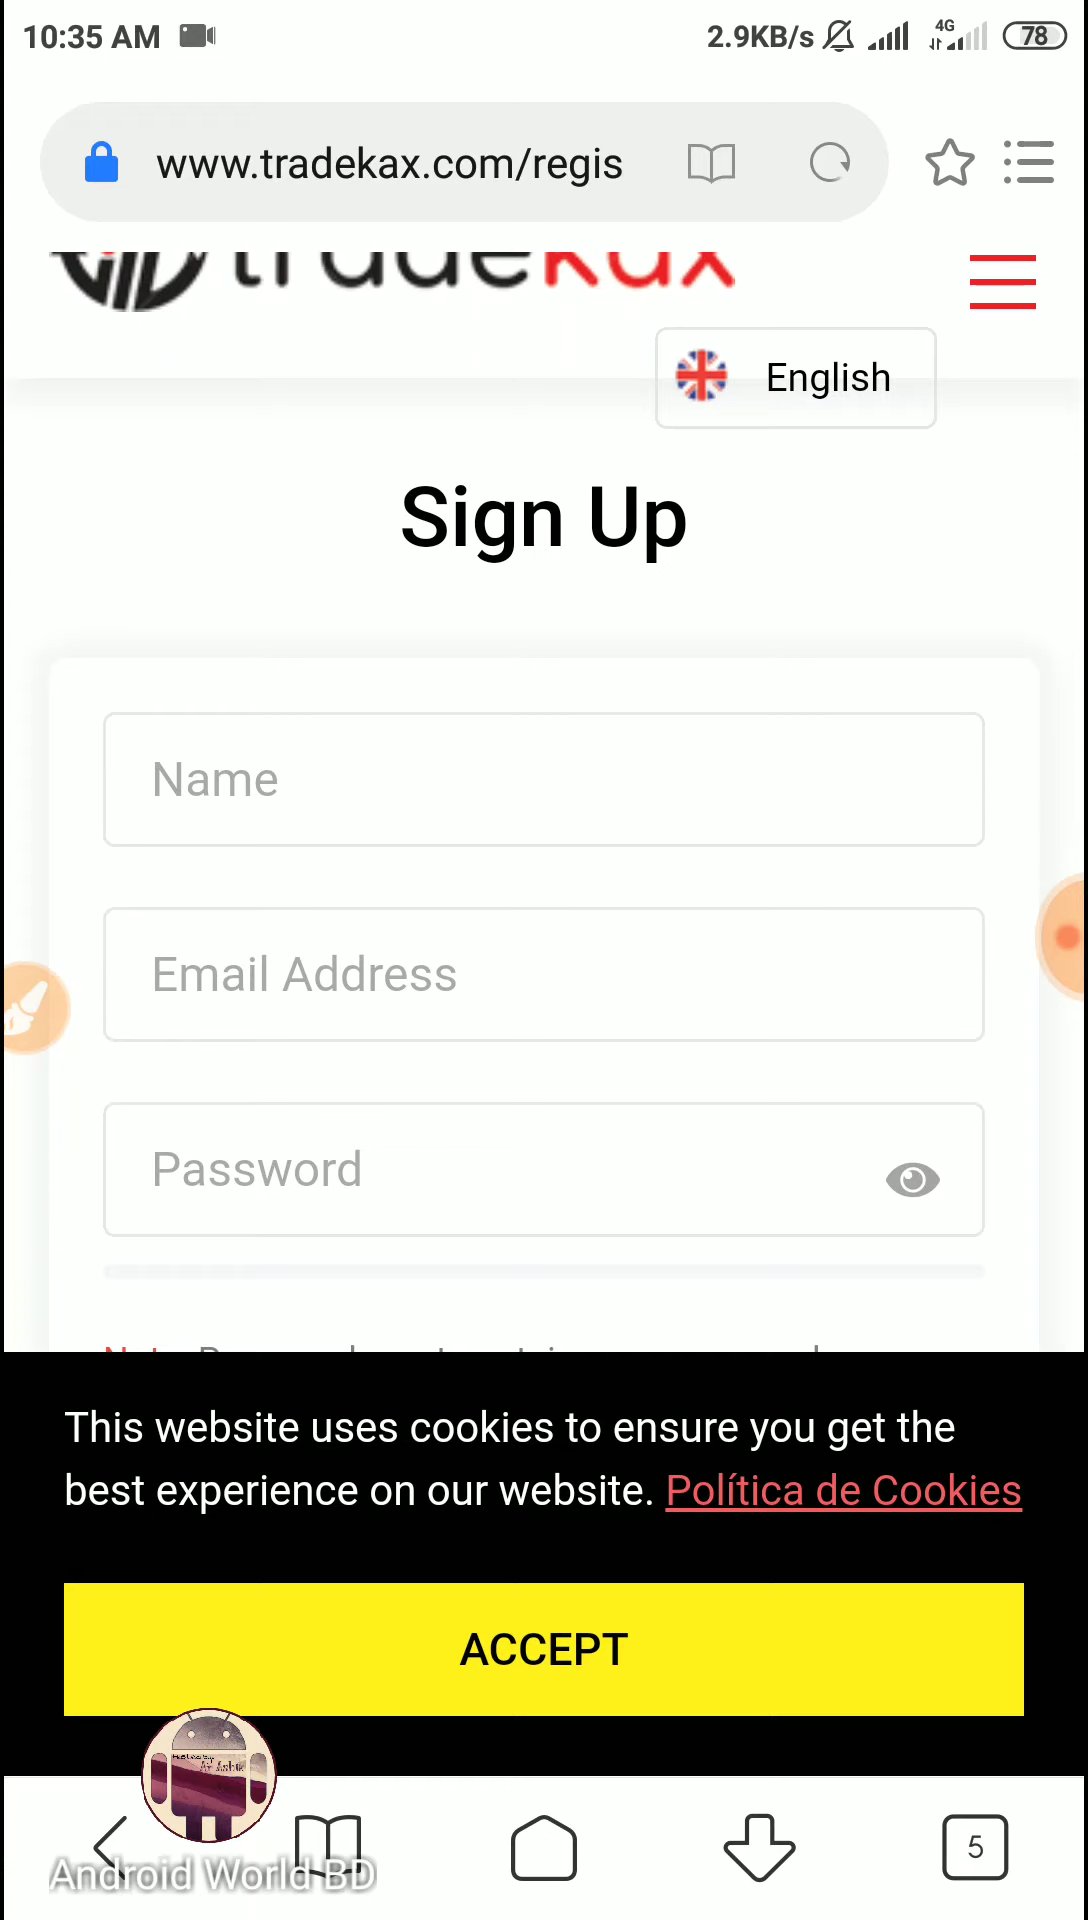 10:35 AM
2.9KB/s
4G
78
www.tradekax.com/regis
tradekax
English
Sign Up
Name
Email Address
Password
This website uses cookies to ensure you get the
best experience on our website. Política de Cookies
ACCEPT
5
Android World BD